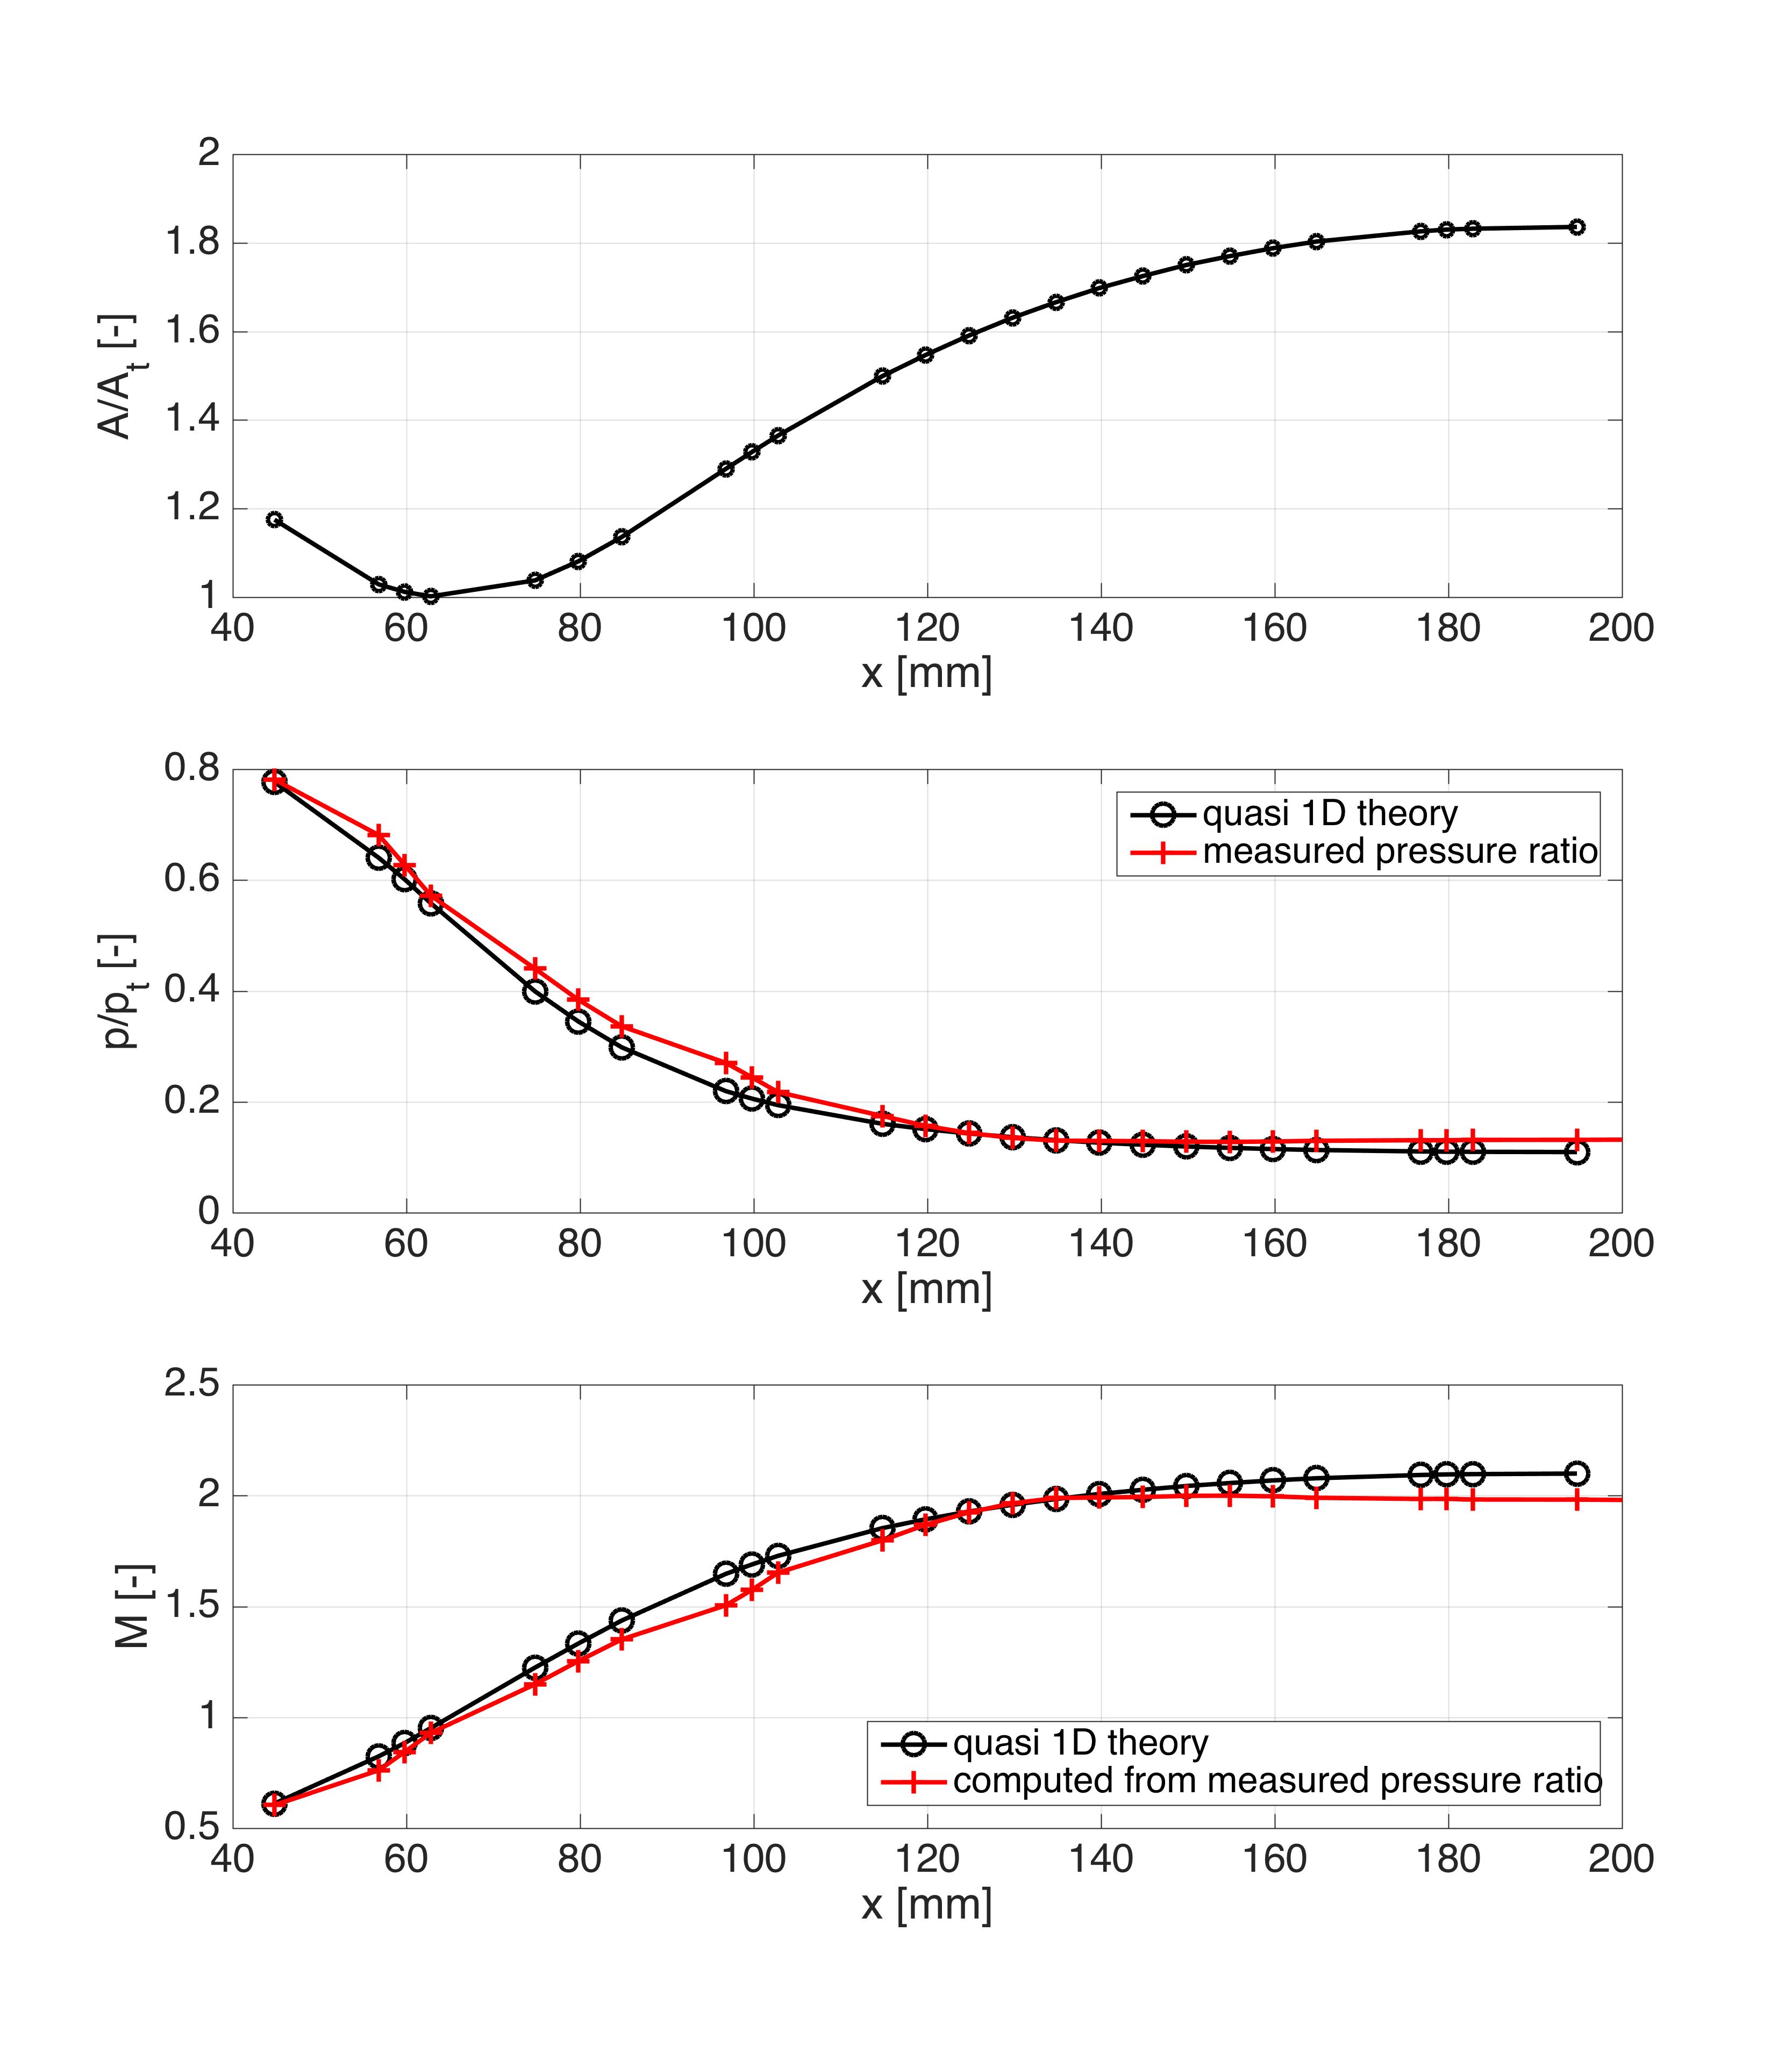 2
1.8
1.6
1.4
1.2
1
A/A_t [-]
40 60 80 100 120 140 160 180 200
x [mm]
0.8
0.6
0.4
0.2
0
p/p_t [-]
quasi 1D theory
measured pressure ratio
40 60 80 100 120 140 160 180 200
x [mm]
2.5
2
1.5
1
0.5
M [-]
quasi 1D theory
computed from measured pressure ratio
40 60 80 100 120 140 160 180 200
x [mm]